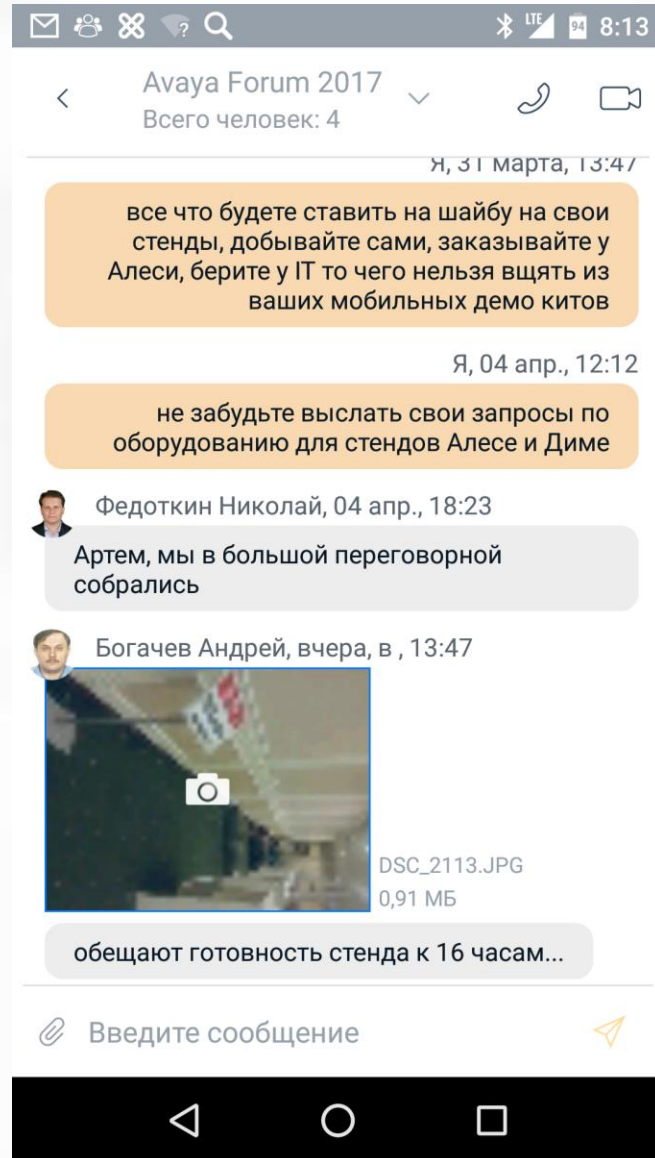 LTE 94 8:13
Avaya Forum 2017
Всего человек: 4
Я, 31 марта, 13:47
все что будете ставить на шайбу на свои
стенды, добывайте сами, заказывайте у
Алеси, берите у IT то чего нельзя вщять из
ваших мобильных демо китов
Я, 04 апр., 12:12
не забудьте выслать свои запросы по
оборудованию для стендов Алесе и Диме
Федоткин Николай, 04 апр., 18:23
Артем, мы в большой переговорной
собрались
Богачев Андрей, вчера, в , 13:47
DSC_2113.JPG
0,91 МБ
обещают готовность стенда к 16 часам...
Введите сообщение